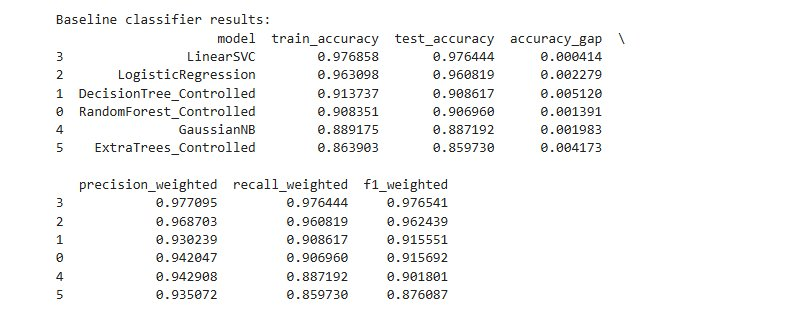 Baseline classifier results:
model train_accuracy test_accuracy accuracy_gap \
3 LinearSVC 0.976858 0.976444 0.000414
2 LogisticRegression 0.963098 0.960819 0.002279
1 DecisionTree_Controlled 0.913737 0.908617 0.005120
0 RandomForest_Controlled 0.908351 0.906960 0.001391
4 GaussianNB 0.889175 0.887192 0.001983
5 ExtraTrees_Controlled 0.863903 0.859730 0.004173
precision_weighted recall_weighted f1_weighted
3 0.977095 0.976444 0.976541
2 0.968703 0.960819 0.962439
1 0.930239 0.908617 0.915551
0 0.942047 0.906960 0.915692
4 0.942908 0.887192 0.901801
5 0.935072 0.859730 0.876087